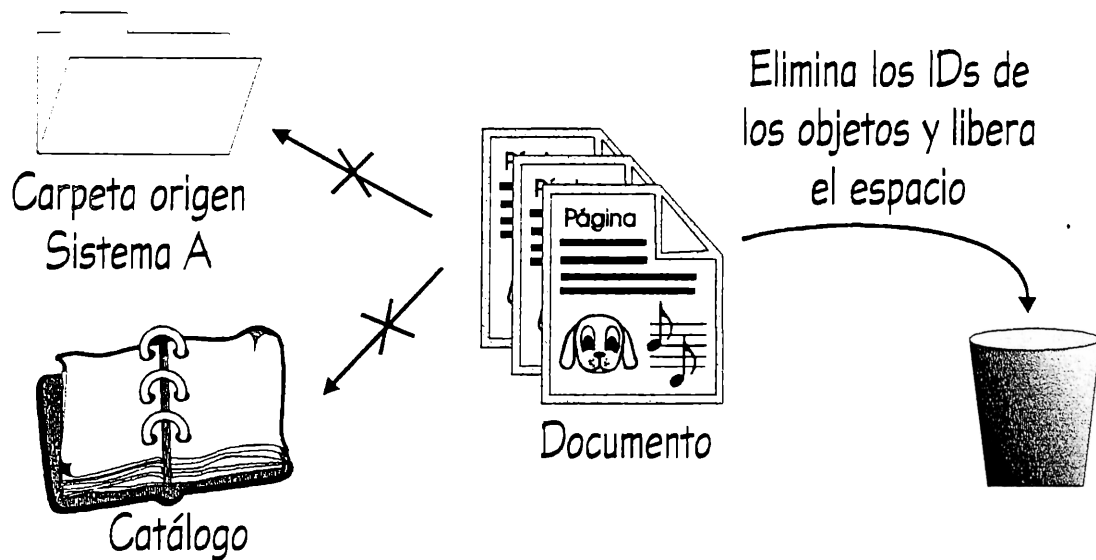 Elimina los IDs de
los objetos y libera
el espacio
Carpeta origen
Sistema A
Página
Documento
Catálogo